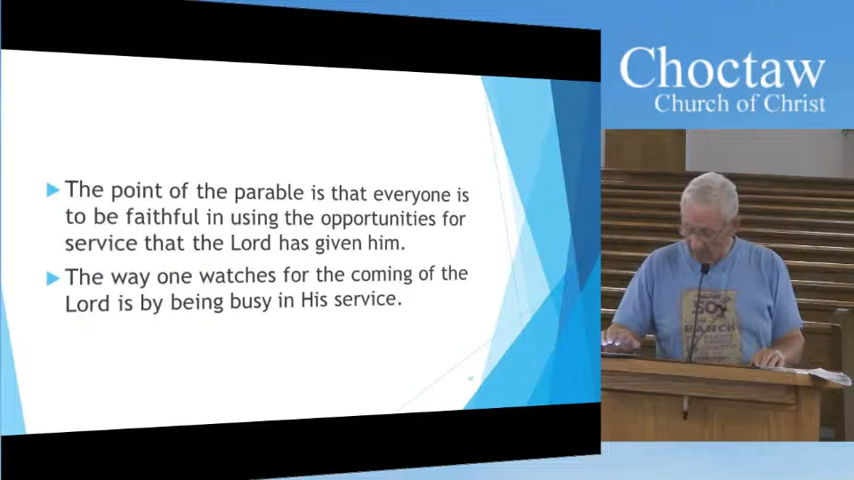 Choctaw
Church of Christ
The point of the parable is that everyone is
to be faithful in using the opportunities for
service that the Lord has given him.
The way one watches for the coming of the
Lord is by being busy in His service.
RANCH